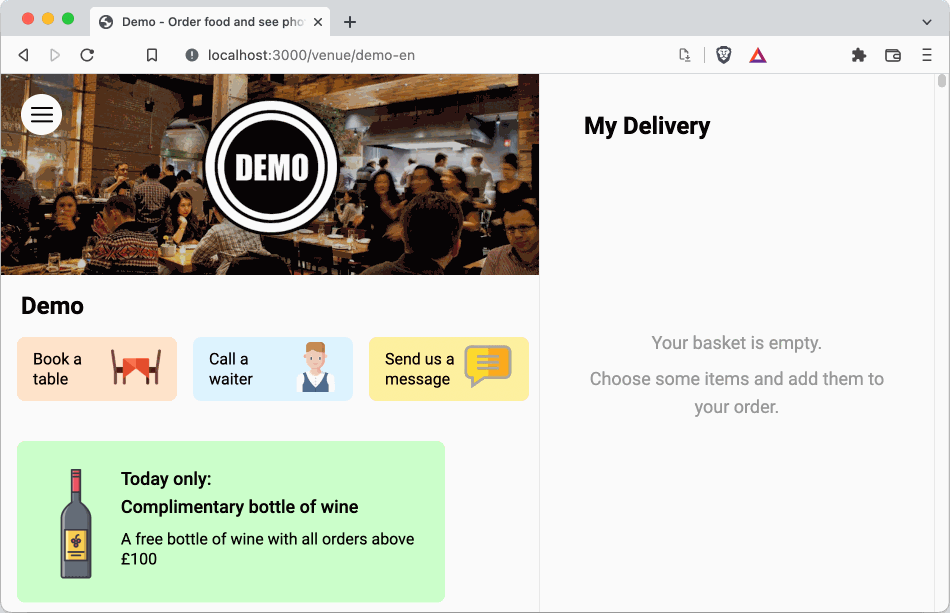 Demo - Order food and see pho
localhost:3000/venue/demo-en
DEMO
My Delivery
Demo
Book a
table
Call a
waiter
Send us a
message
Your basket is empty.
Choose some items and add them to
your order.
Today only:
Complimentary bottle of wine
A free bottle of wine with all orders above
£100